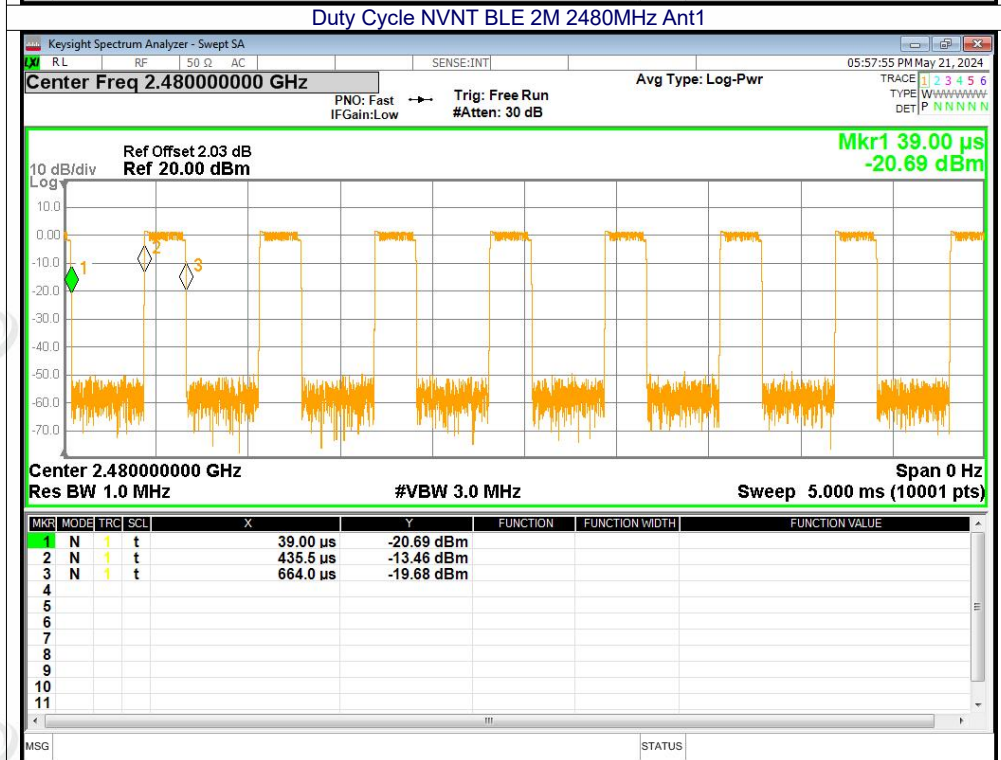 Duty Cycle NVNT BLE 2M 2480MHz Ant1
Keysight Spectrum Analyzer - Swept SA
LXI RL RF 50 Ω AC SENSE:INT 05:57:55 PM May 21, 2024
Center Freq 2.480000000 GHz
PNO: Fast
IFGain:Low
Trig: Free Run
#Atten: 30 dB
Avg Type: Log-Pwr
TRACE 1 2 3 4 5 6
TYPE WWWWWWW
DET P N N N N N
Mkr1 39.00 µs
-20.69 dBm
Ref Offset 2.03 dB
Ref 20.00 dBm
10 dB/div
Log
10.0
0.00
-10.0
-20.0
-30.0
-40.0
-50.0
-60.0
-70.0
1
2
3
Center 2.480000000 GHz Span 0 Hz
Res BW 1.0 MHz #VBW 3.0 MHz Sweep 5.000 ms (10001 pts)
MKR MODE TRC SCL X Y FUNCTION FUNCTION WIDTH FUNCTION VALUE
1 N 1 t 39.00 µs -20.69 dBm
2 N 1 t 435.5 µs -13.46 dBm
3 N 1 t 664.0 µs -19.68 dBm
4
5
6
7
8
9
10
11
MSG STATUS